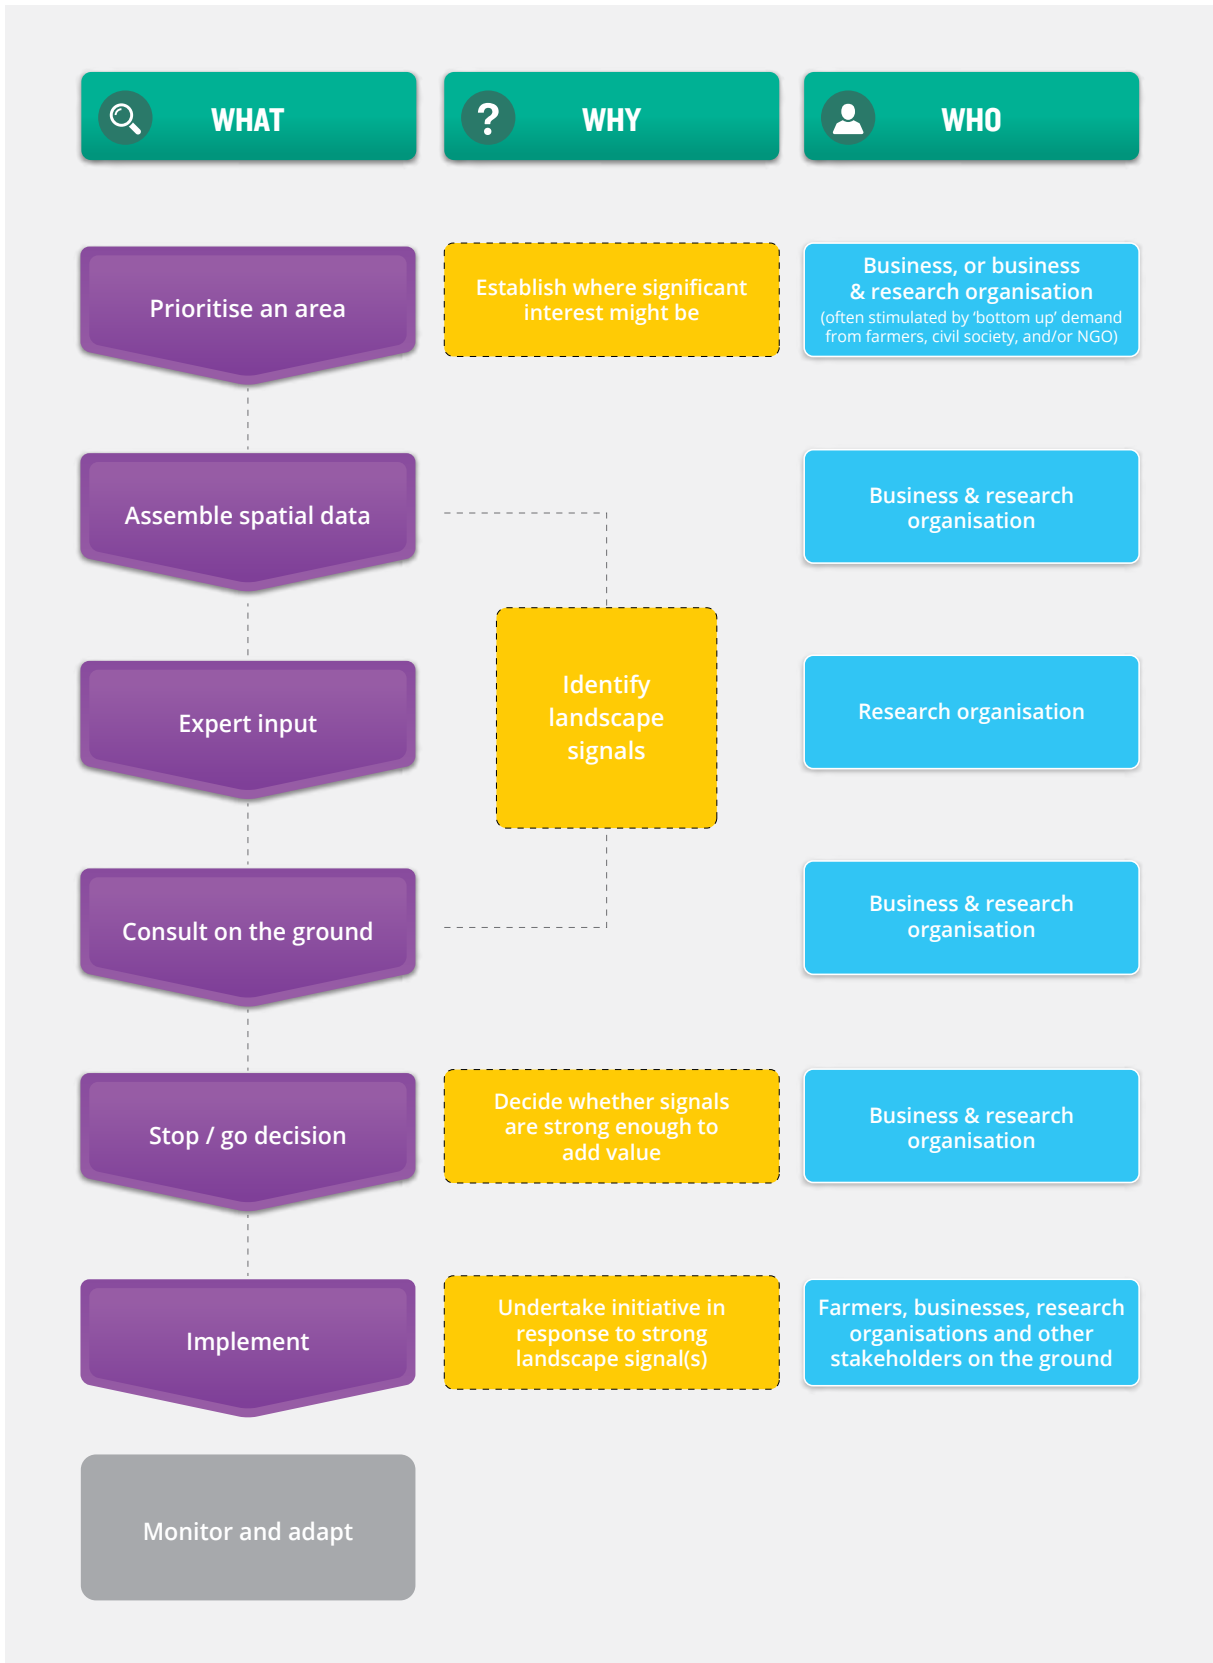 WHAT
WHY
WHO
Prioritise an area
Establish where significant
interest might be
Business, or business
& research organisation
(often stimulated by ‘bottom up’ demand
from farmers, civil society, and/or NGO)
Assemble spatial data
Business & research
organisation
Expert input
Identify
landscape
signals
Research organisation
Consult on the ground
Business & research
organisation
Stop / go decision
Decide whether signals
are strong enough to
add value
Business & research
organisation
Implement
Undertake initiative in
response to strong
landscape signal(s)
Farmers, businesses, research
organisations and other
stakeholders on the ground
Monitor and adapt